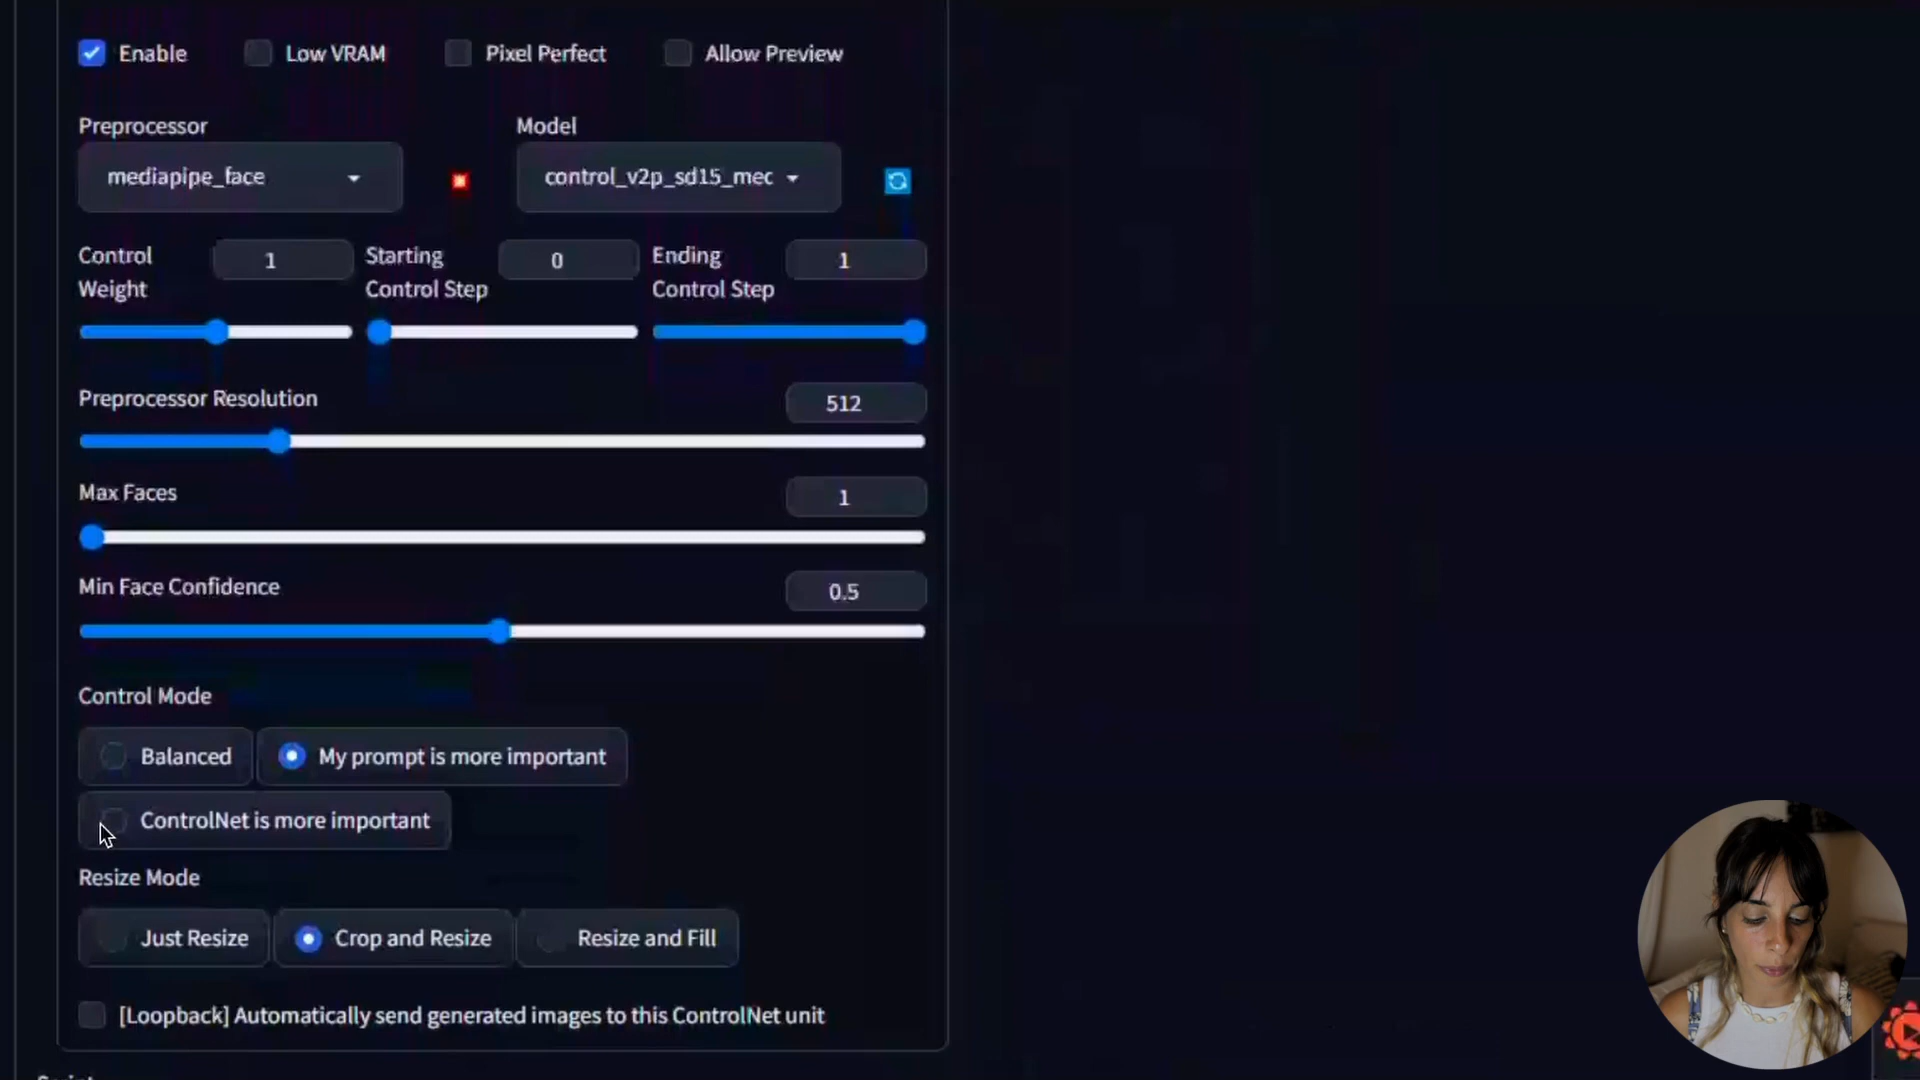 Enable Low VRAM Pixel Perfect Allow Preview
Preprocessor Model
mediapipe_face control_v2p_sd15_mec
Control Weight 1 Starting Control Step 0 Ending Control Step 1
Preprocessor Resolution 512
Max Faces 1
Min Face Confidence 0.5
Control Mode
Balanced My prompt is more important
ControlNet is more important
Resize Mode
Just Resize Crop and Resize Resize and Fill
[Loopback] Automatically send generated images to this ControlNet unit